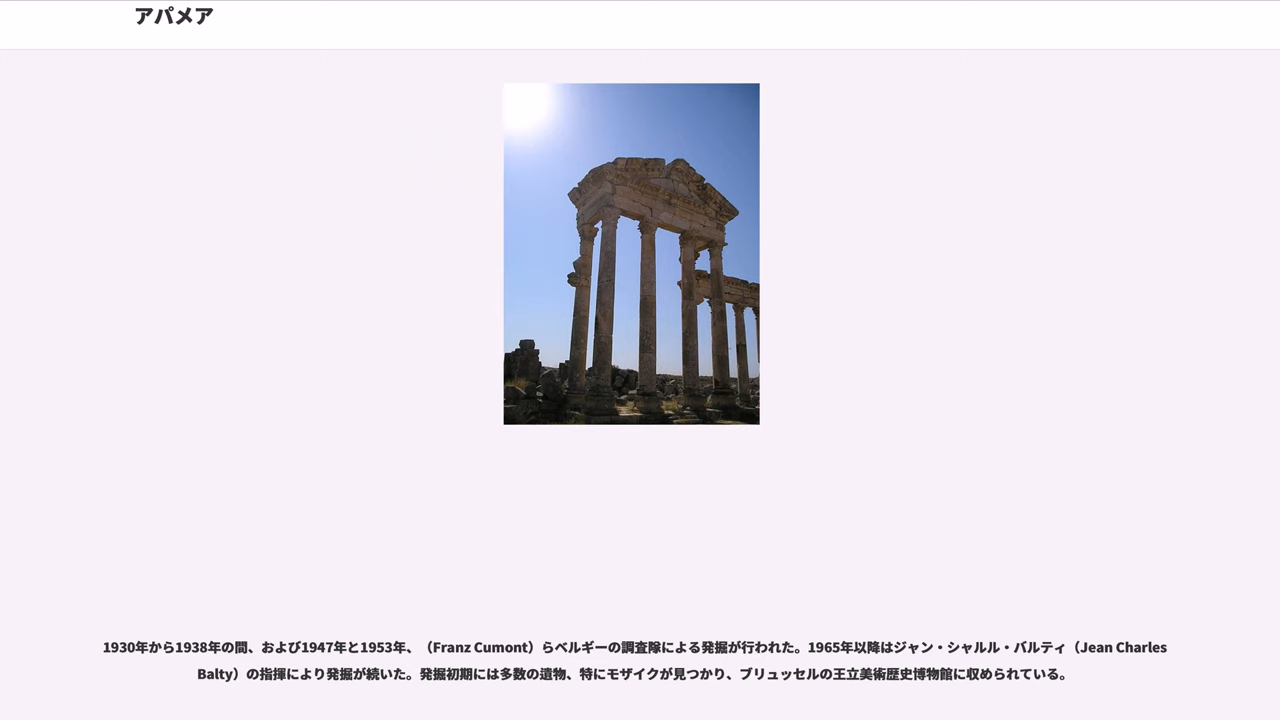 アパメア
1930年から1938年の間、および1947年と1953年、（Franz Cumont）らベルギーの調査隊による発掘が行われた。1965年以降はジャン・シャルル・バルティ（Jean Charles
Balty）の指揮により発掘が続いた。発掘初期には多数の遺物、特にモザイクが見つかり、ブリュッセルの王立美術歴史博物館に収められている。